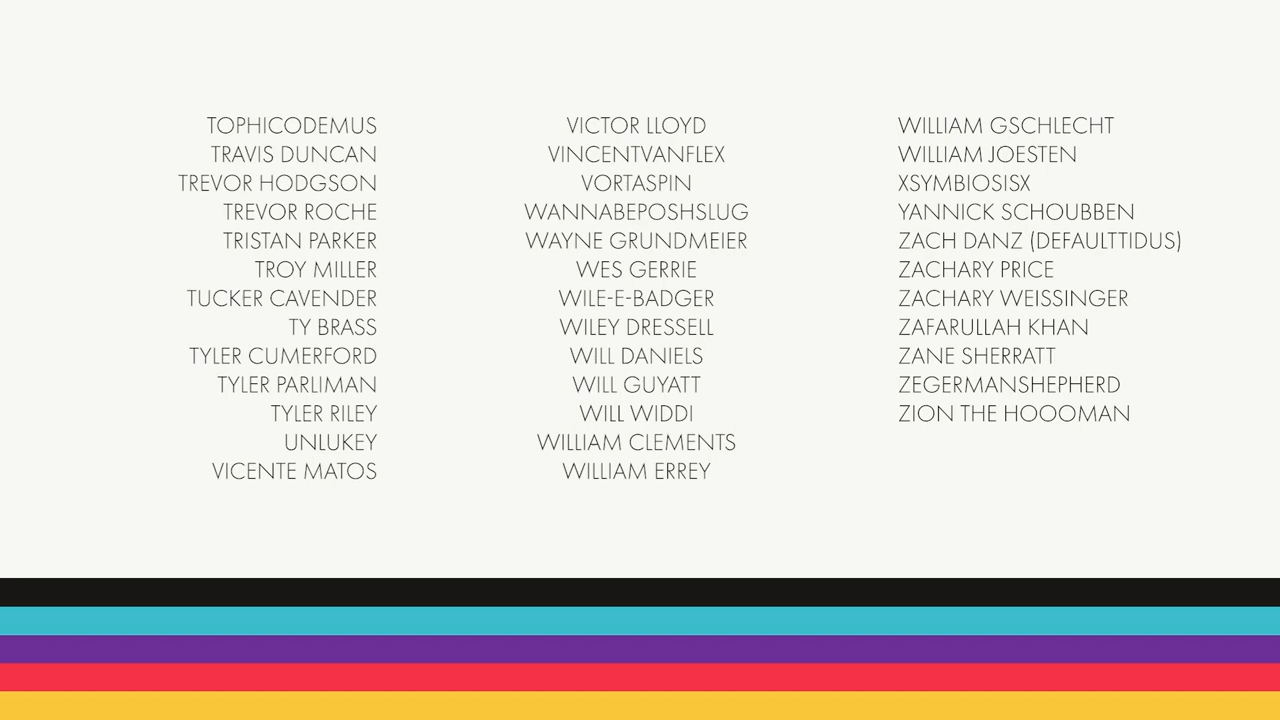 TOPHICODEMUS
TRAVIS DUNCAN
TREVOR HODGSON
TREVOR ROCHE
TRISTAN PARKER
TROY MILLER
TUCKER CAVENDER
TY BRASS
TYLER CUMERFORD
TYLER PARLIMAN
TYLER RILEY
UNLUKEY
VICENTE MATOS
VICTOR LLOYD
VINCENTVANFLEX
VORTASPIN
WANNABEPOSHSLUG
WAYNE GRUNDMEIER
WES GERRIE
WILE-E-BADGER
WILEY DRESSELL
WILL DANIELS
WILL GUYATT
WILL WIDDI
WILLIAM CLEMENTS
WILLIAM ERREY
WILLIAM GSCHLECHT
WILLIAM JOESTEN
XSYMBIOSISX
YANNICK SCHOUBBEN
ZACH DANZ (DEFAULTTIDUS)
ZACHARY PRICE
ZACHARY WEISSINGER
ZAFARULLAH KHAN
ZANE SHERRATT
ZEGERMANSHEPHERD
ZION THE HOOOMAN